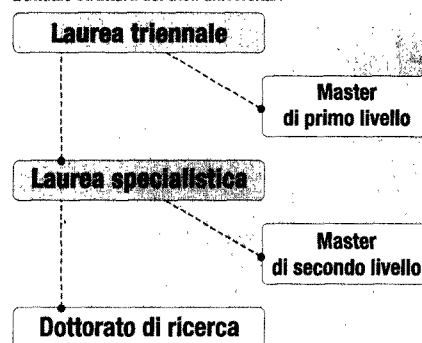 Laurea triennale
Master
di primo livello
Laurea specialistica
Master
di secondo livello
Dottorato di ricerca